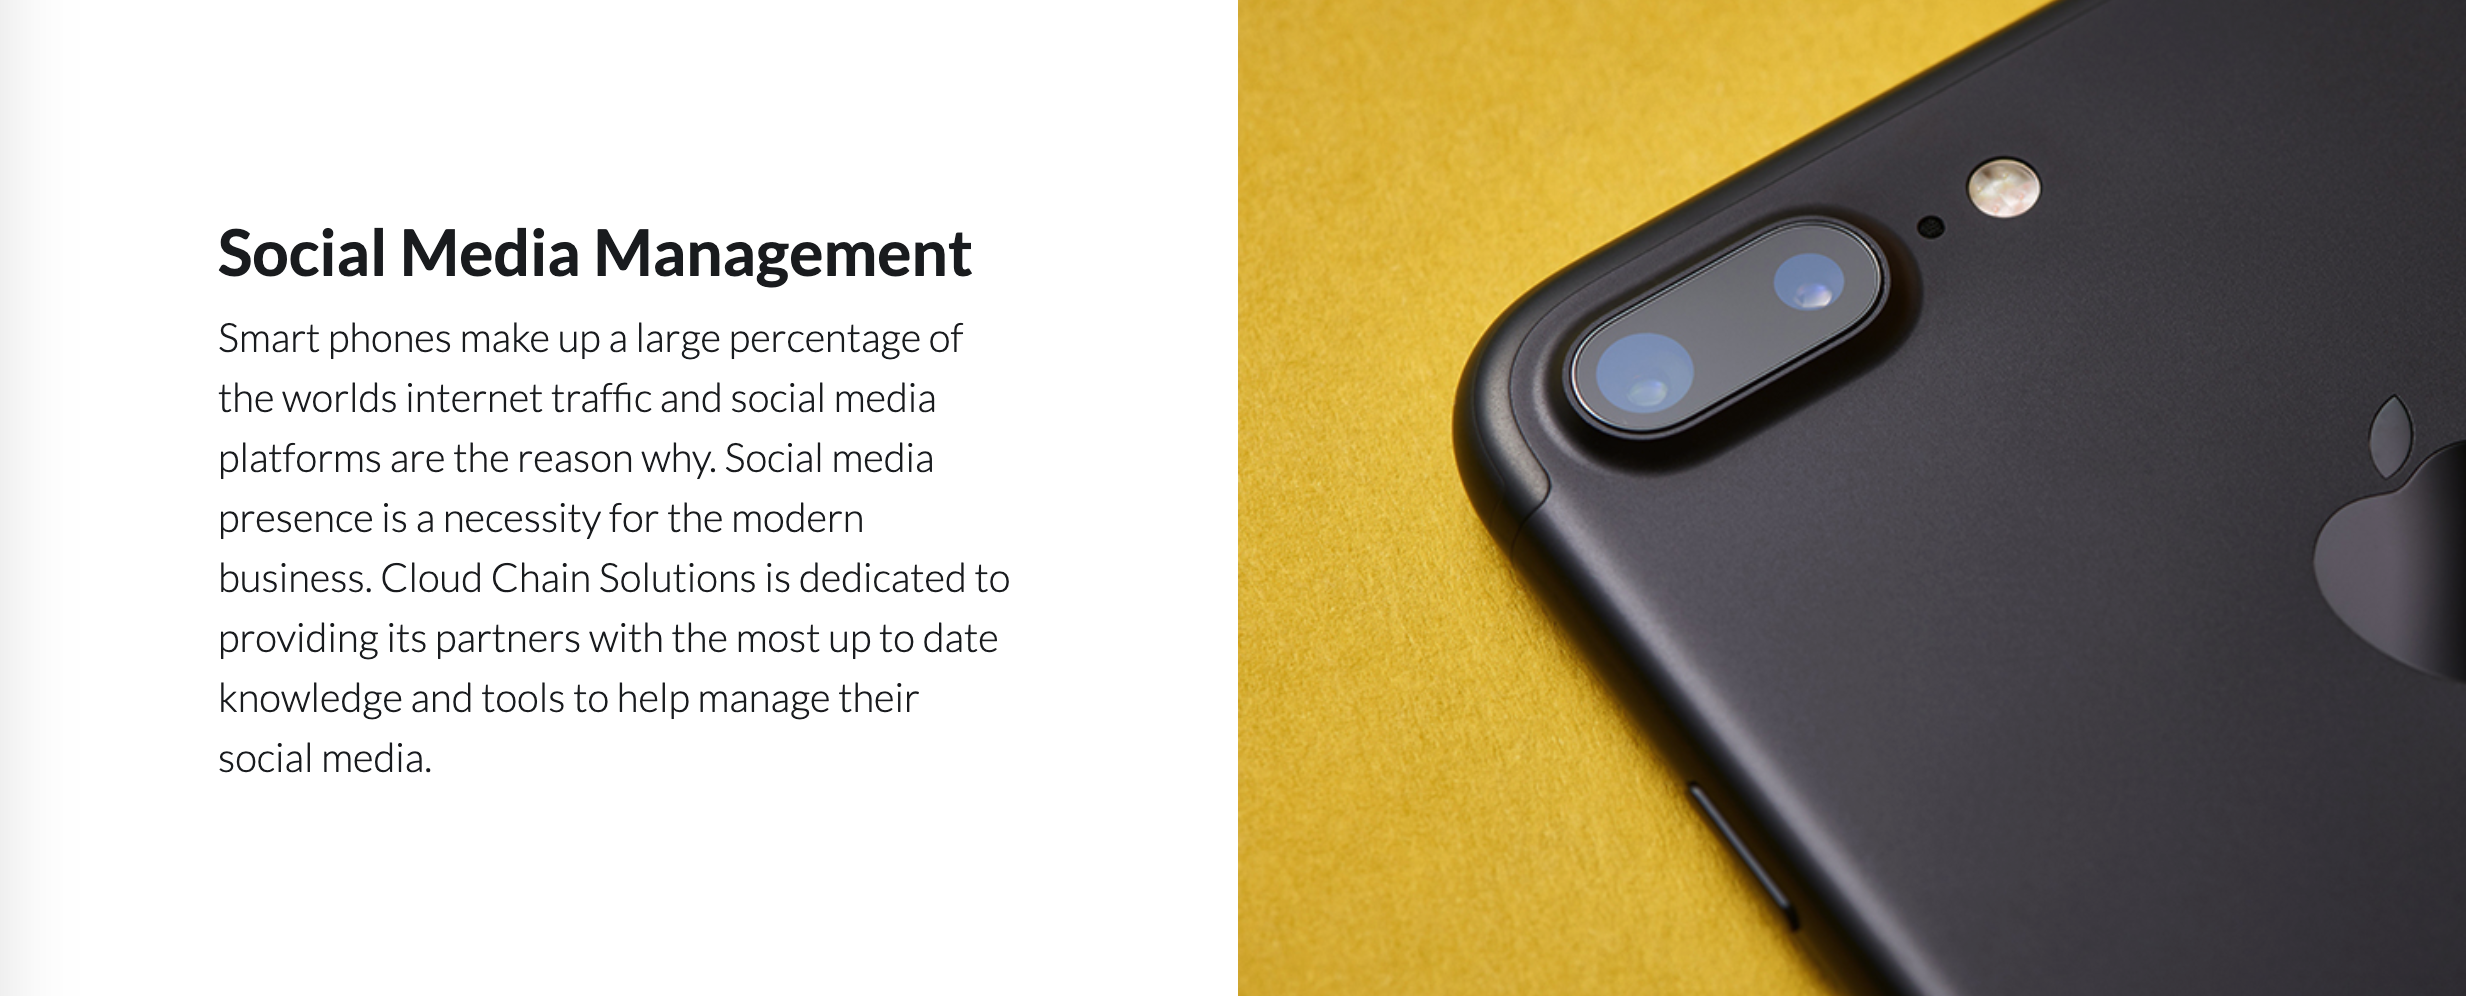 Social Media Management
Smart phones make up a large percentage of
the worlds internet traffic and social media
platforms are the reason why. Social media
presence is a necessity for the modern
business. Cloud Chain Solutions is dedicated to
providing its partners with the most up to date
knowledge and tools to help manage their
social media.